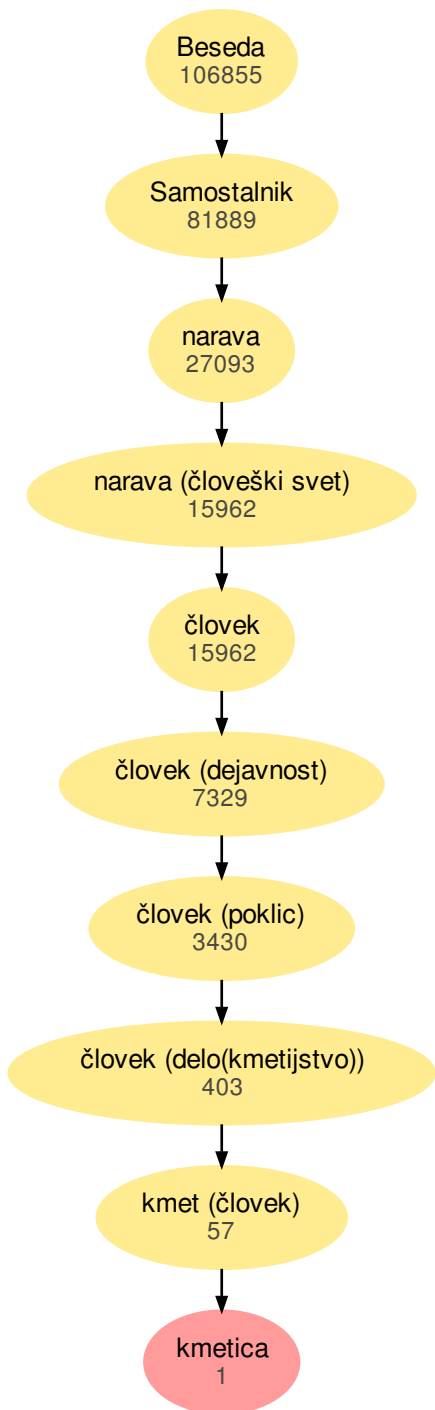 Beseda
106855
Samostalnik
81889
narava
27093
narava (človeški svet)
15962
človek
15962
človek (dejavnost)
7329
človek (poklic)
3430
človek (delo(kmetijstvo))
403
kmet (človek)
57
kmetica
1